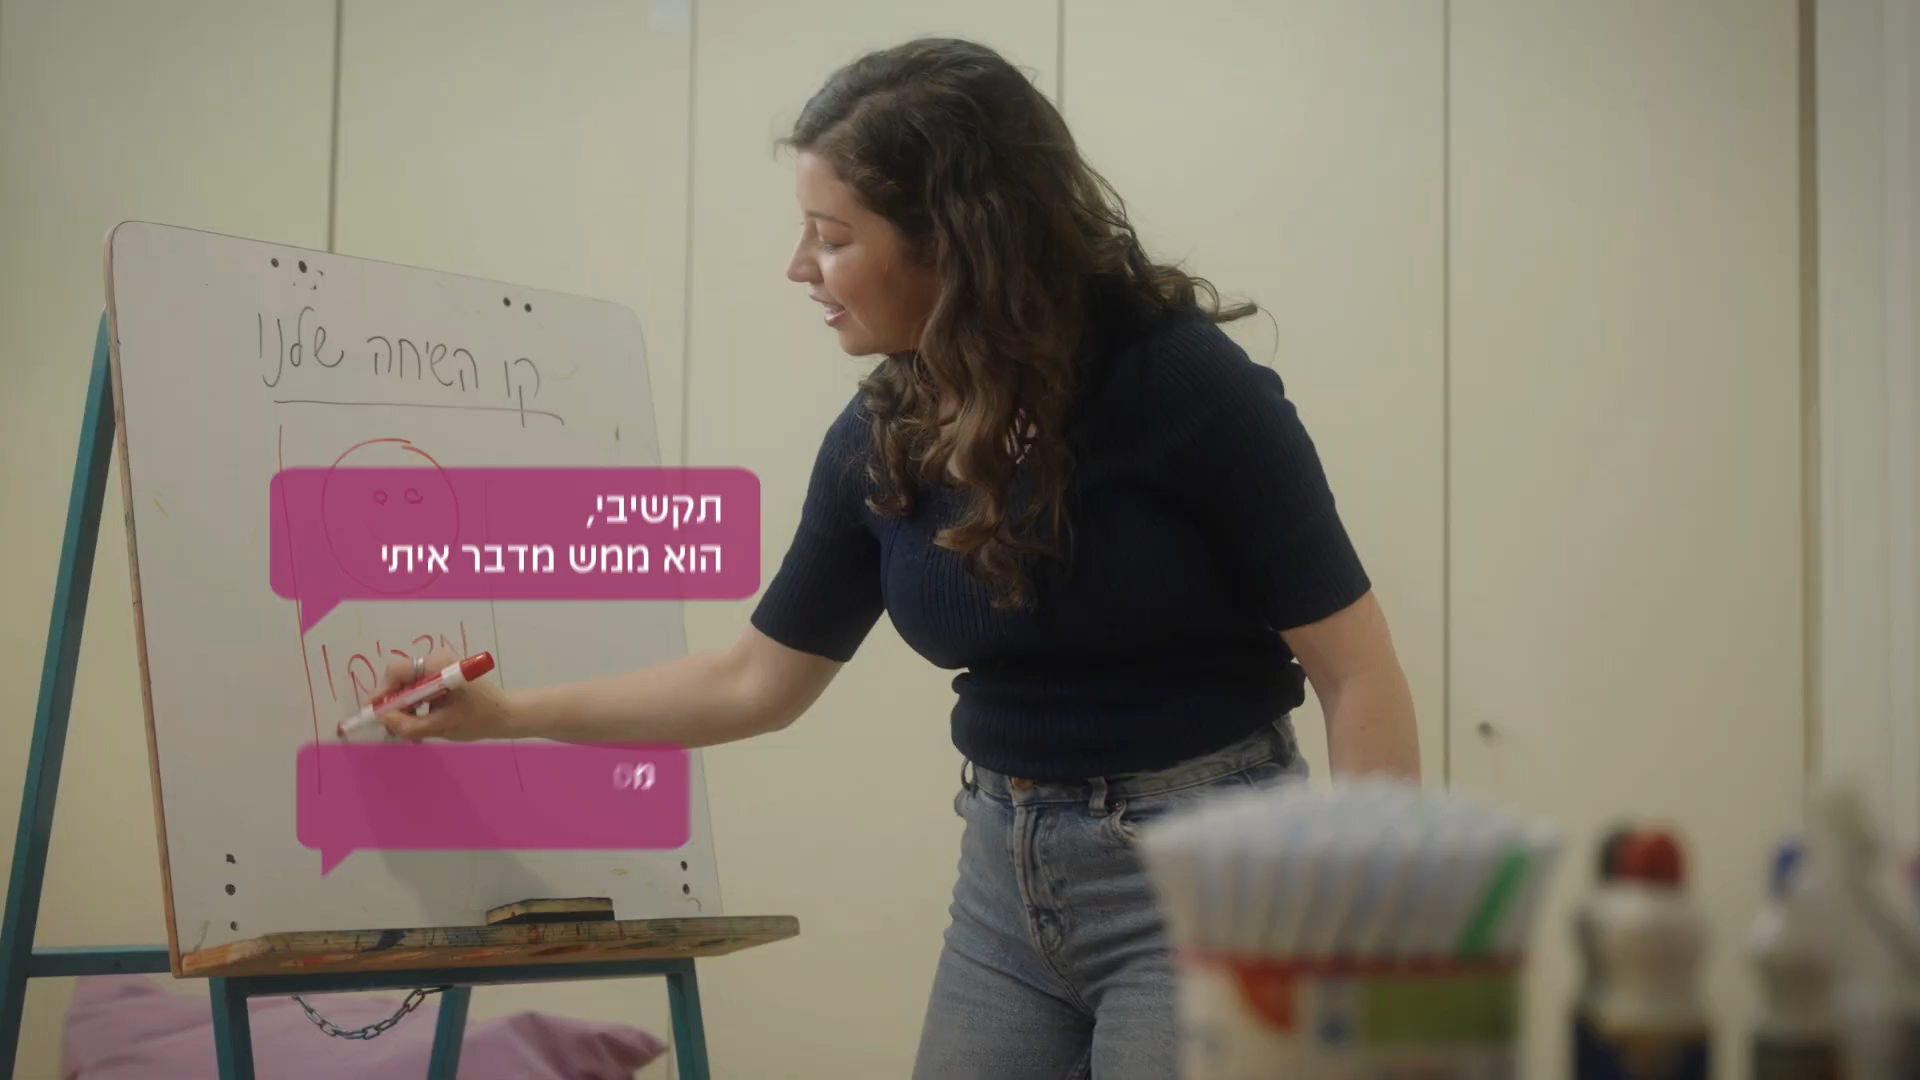 קו השיחה שלנו
תקשיבי,
הוא ממש מדבר איתי